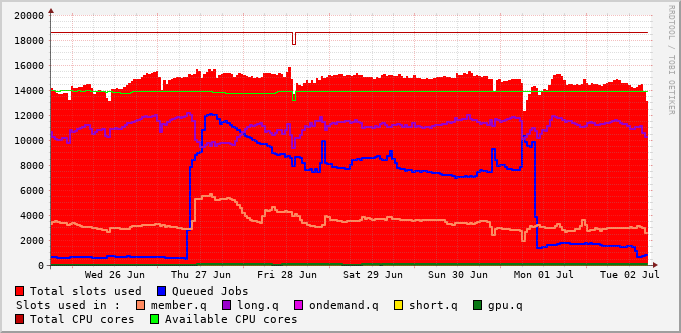 RRDTOOL / TOBI OETIKER
20000
18000
16000
14000
12000
10000
8000
6000
4000
2000
0
Wed 26 Jun Thu 27 Jun Fri 28 Jun Sat 29 Jun Sun 30 Jun Mon 01 Jul Tue 02 Jul
Total slots used Queued Jobs
Slots used in : member.q long.q ondemand.q short.q gpu.q
Total CPU cores Available CPU cores